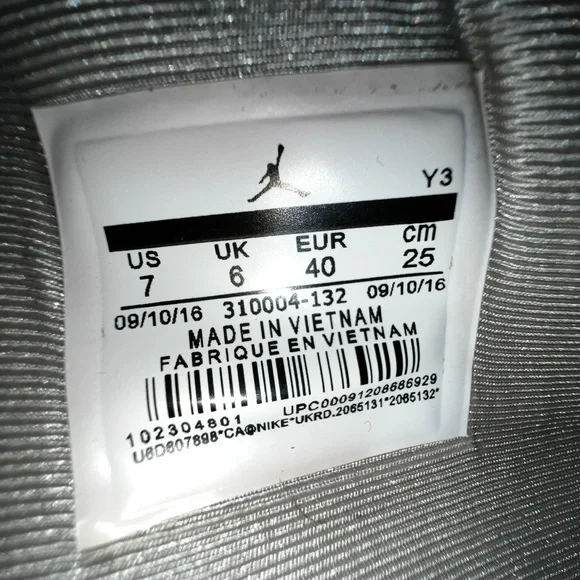 Y3
US UK EUR cm
7 6 40 25
09/10/16 310004-132 09/10/16
MADE IN VIETNAM
FABRIQUE EN VIETNAM
102304801 UPC00091208686929
U6D607898*CA@NIKE*UKRD.2065131*2065132*